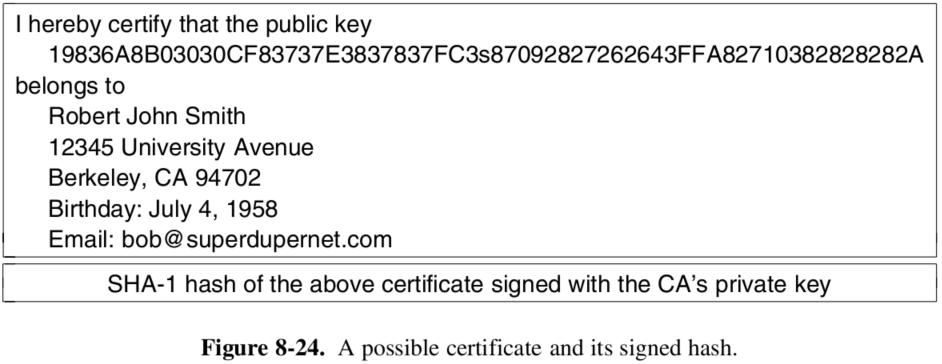 I hereby certify that the public key
19836A8B03030CF83737E3837837FC3s87092827262643FFA82710382828282A
belongs to
Robert John Smith
12345 University Avenue
Berkeley, CA 94702
Birthday: July 4, 1958
Email: bob@superdupernet.com
SHA-1 hash of the above certificate signed with the CA’s private key
Figure 8-24. A possible certificate and its signed hash.